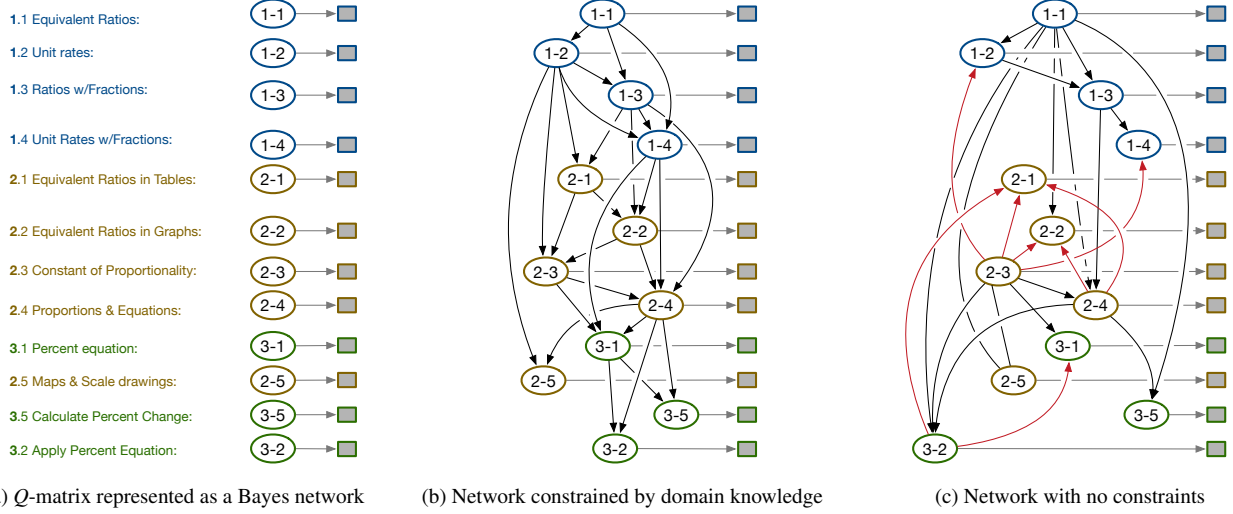 1.1 Equivalent Ratios: 1-1 1-1 1-1
1.2 Unit rates: 1-2 1-2 1-2
1.3 Ratios w/Fractions: 1-3 1-3 1-3
1.4 Unit Rates w/Fractions: 1-4 1-4 1-4
2.1 Equivalent Ratios in Tables: 2-1 2-1 2-1
2.2 Equivalent Ratios in Graphs: 2-2 2-2 2-2
2.3 Constant of Proportionality: 2-3 2-3 2-3
2.4 Proportions & Equations: 2-4 2-4 2-4
3.1 Percent equation: 3-1 3-1 3-1
2.5 Maps & Scale drawings: 2-5 2-5 2-5
3.5 Calculate Percent Change: 3-5 3-5 3-5
3.2 Apply Percent Equation: 3-2 3-2 3-2
) Q-matrix represented as a Bayes network (b) Network constrained by domain knowledge (c) Network with no constraints